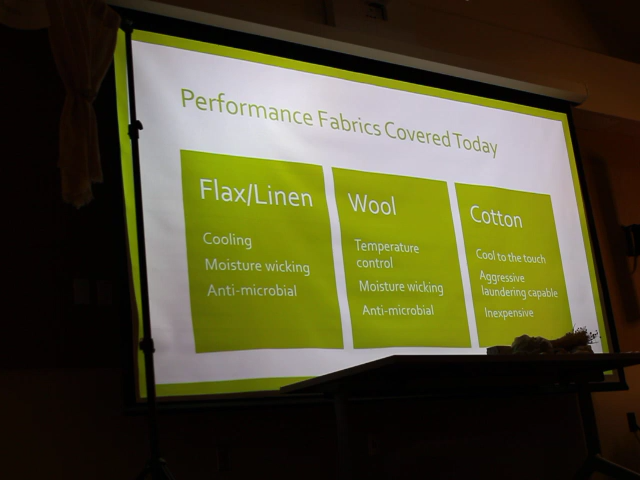 Performance Fabrics Covered Today
Flax/Linen
Cooling
Moisture wicking
Anti-microbial
Wool
Temperature
control
Moisture wicking
Anti-microbial
Cotton
Cool to the touch
Aggressive
laundering capable
Inexpensive